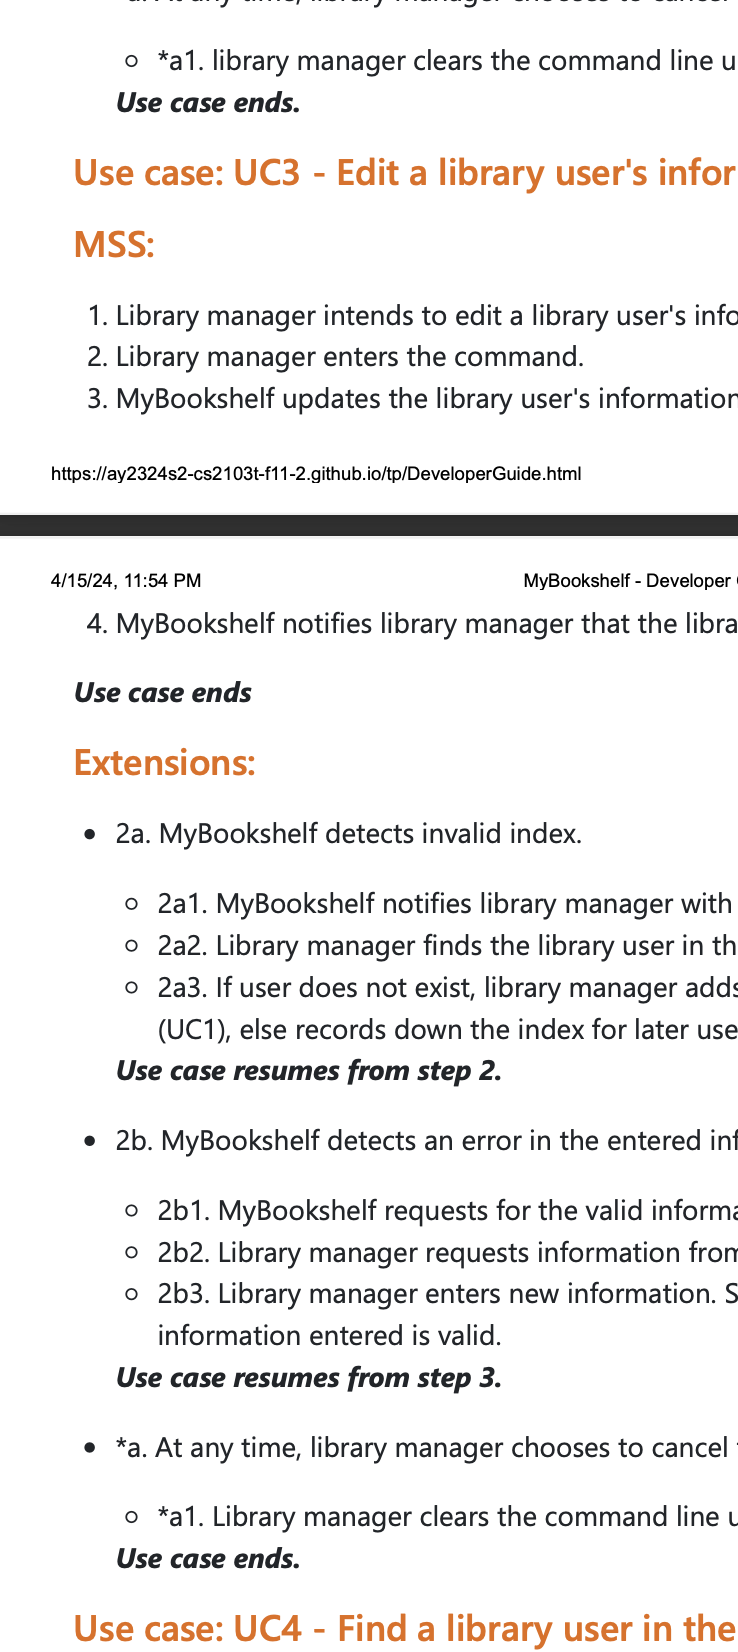 *a1. library manager clears the command line u
Use case ends.
Use case: UC3 - Edit a library user's infor
MSS:
1. Library manager intends to edit a library user's info
2. Library manager enters the command.
3. MyBookshelf updates the library user's information
https://ay2324s2-cs2103t-f11-2.github.io/tp/DeveloperGuide.html
4/15/24, 11:54 PM MyBookshelf - Developer
4. MyBookshelf notifies library manager that the libra
Use case ends
Extensions:
2a. MyBookshelf detects invalid index.
2a1. MyBookshelf notifies library manager with
2a2. Library manager finds the library user in th
2a3. If user does not exist, library manager adds
(UC1), else records down the index for later use
Use case resumes from step 2.
2b. MyBookshelf detects an error in the entered inf
2b1. MyBookshelf requests for the valid informa
2b2. Library manager requests information from
2b3. Library manager enters new information. S
information entered is valid.
Use case resumes from step 3.
*a. At any time, library manager chooses to cancel
*a1. Library manager clears the command line u
Use case ends.
Use case: UC4 - Find a library user in the